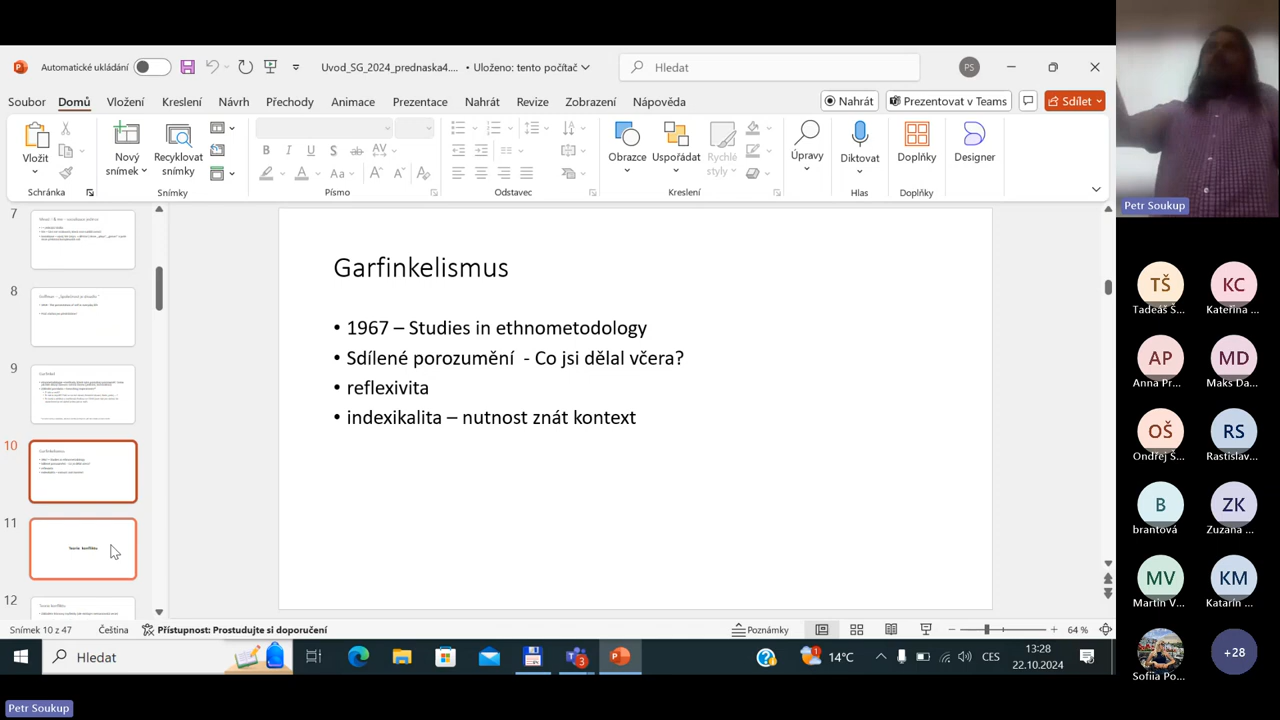 Automatické ukládání
Uvod_SG_2024_prednaska4.... • Uloženo: tento počítač
Hledat
PS
Soubor Domů Vložení Kreslení Návrh Přechody Animace Prezentace Nahrát Revize Zobrazení Nápověda
Nahrát Prezentovat v Teams Sdílet
Vložit
Nový snímek
Recyklovat snímky
Obrazce
Uspořádat
Rychlé styly
Úpravy
Diktovat
Doplňky
Designer
Schránka Snímky Písmo Odstavec Kreslení Hlas Doplňky
7
8
9
10
11
Teorie konfliktu
12
Garfinkelismus
• 1967 – Studies in ethnometodology
• Sdílené porozumění - Co jsi dělal včera?
• reflexivita
• indexikalita – nutnost znát kontext
Snímek 10 z 47 Čeština Přístupnost: Prostudujte si doporučení Poznámky 64 %
Hledat
3
1
14°C
CES
13:28
22.10.2024
Petr Soukup
TŠ KC
Tadeáš Š... Kateřina ...
AP MD
Anna Pr... Maks Da...
OŠ RS
Ondřej Š... Rastislav...
B ZK
brantová Zuzana ...
MV KM
Martin V... Katarín ...
+28
Sofiia Po...
Petr Soukup